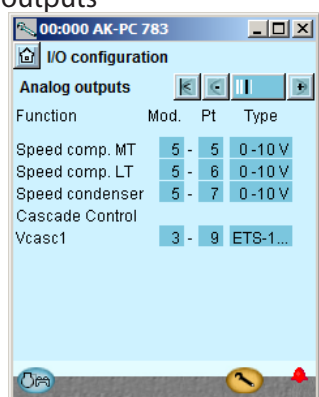 outputs
00:000 AK-PC 783
I/O configuration
Analog outputs
Function Mod. Pt Type
Speed comp. MT 5 - 5 0-10 V
Speed comp. LT 5 - 6 0-10 V
Speed condenser 5 - 7 0-10 V
Cascade Control
Vcasc1 3 - 9 ETS-1...